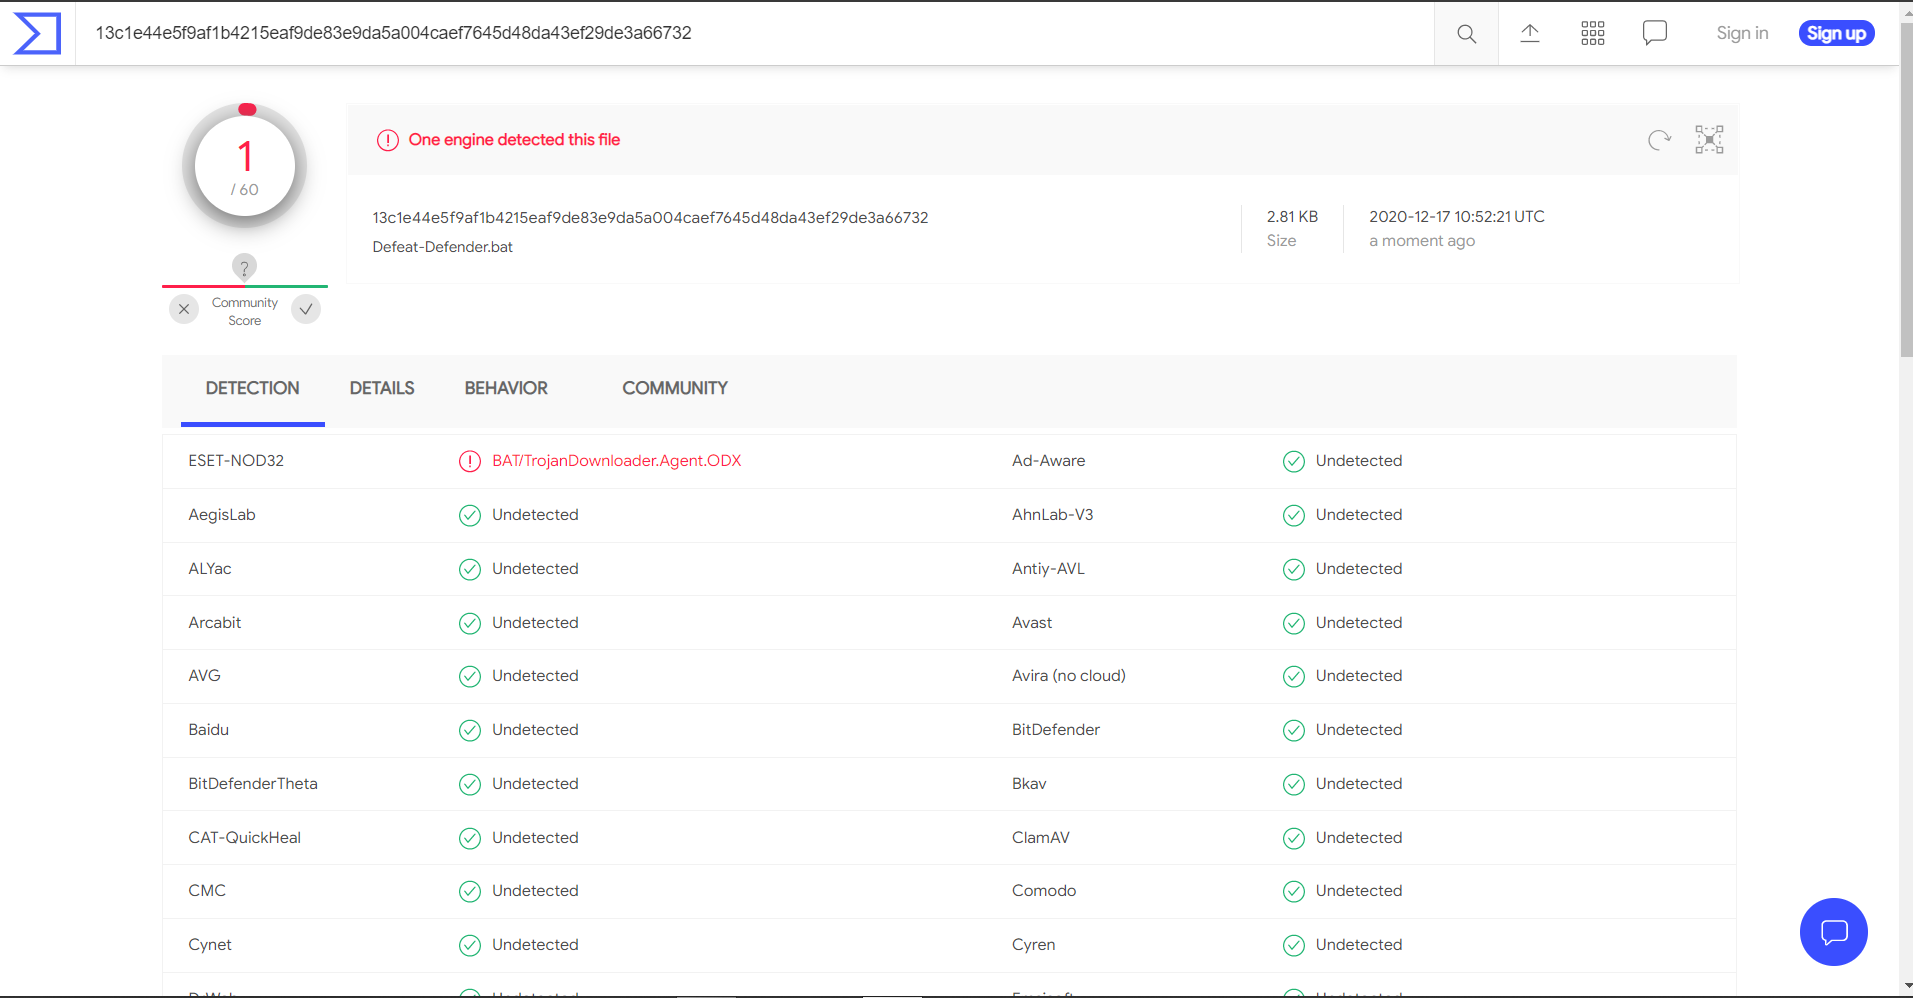 13c1e44e5f9af1b4215eaf9de83e9da5a004caef7645d48da43ef29de3a66732
Sign in
Sign up
1
/ 60
One engine detected this file
13c1e44e5f9af1b4215eaf9de83e9da5a004caef7645d48da43ef29de3a66732
Defeat-Defender.bat
2.81 KB
Size
2020-12-17 10:52:21 UTC
a moment ago
?
Community
Score
DETECTION DETAILS BEHAVIOR COMMUNITY
ESET-NOD32 BAT/TrojanDownloader.Agent.ODX Ad-Aware Undetected
AegisLab Undetected AhnLab-V3 Undetected
ALYac Undetected Antiy-AVL Undetected
Arcabit Undetected Avast Undetected
AVG Undetected Avira (no cloud) Undetected
Baidu Undetected BitDefender Undetected
BitDefenderTheta Undetected Bkav Undetected
CAT-QuickHeal Undetected ClamAV Undetected
CMC Undetected Comodo Undetected
Cynet Undetected Cyren Undetected